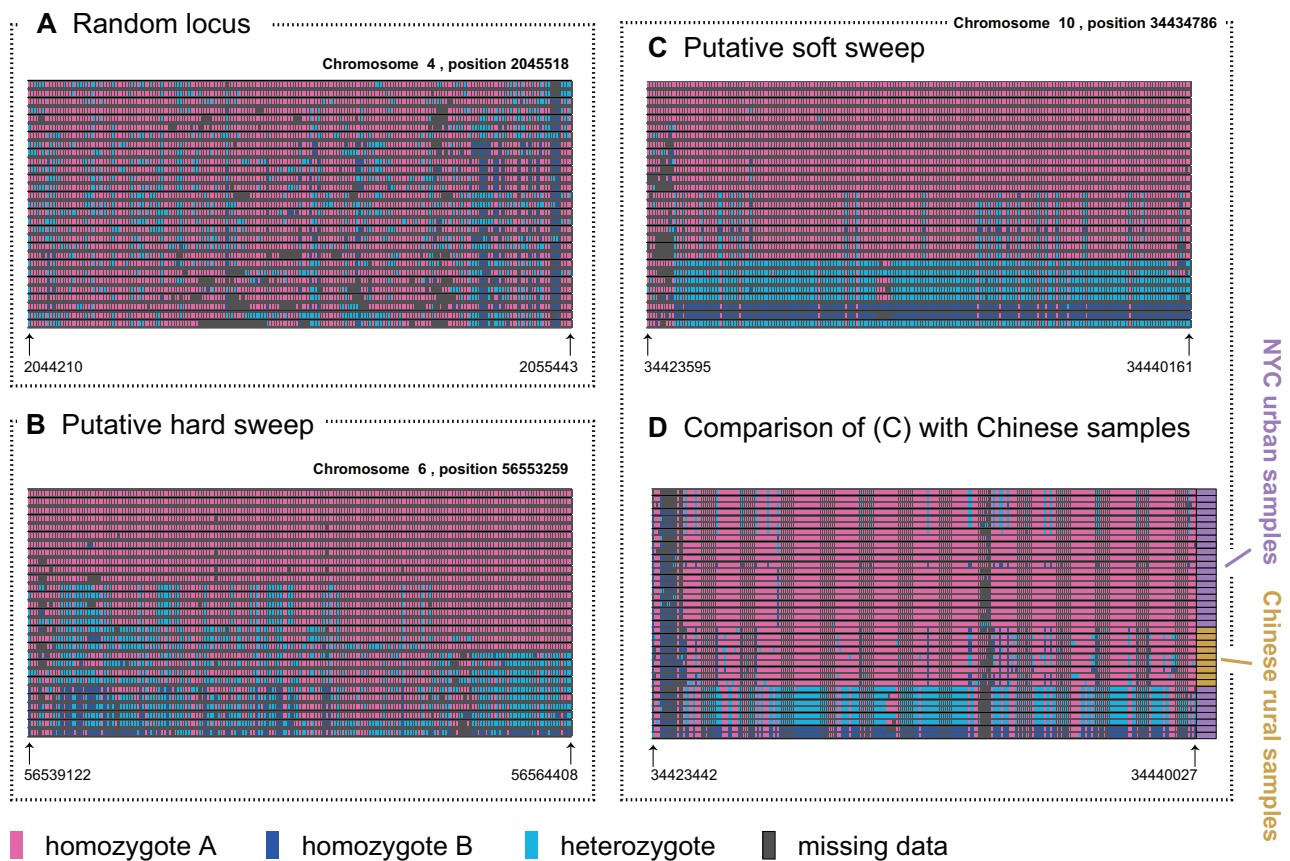 A Random locus
Chromosome 4 , position 2045518
2044210
2055443
B Putative hard sweep
Chromosome 6 , position 56553259
56539122
56564408
Chromosome 10 , position 34434786
C Putative soft sweep
34423595
34440161
D Comparison of (C) with Chinese samples
34423442
34440027
NYC urban samples
Chinese rural samples
homozygote A
homozygote B
heterozygote
missing data